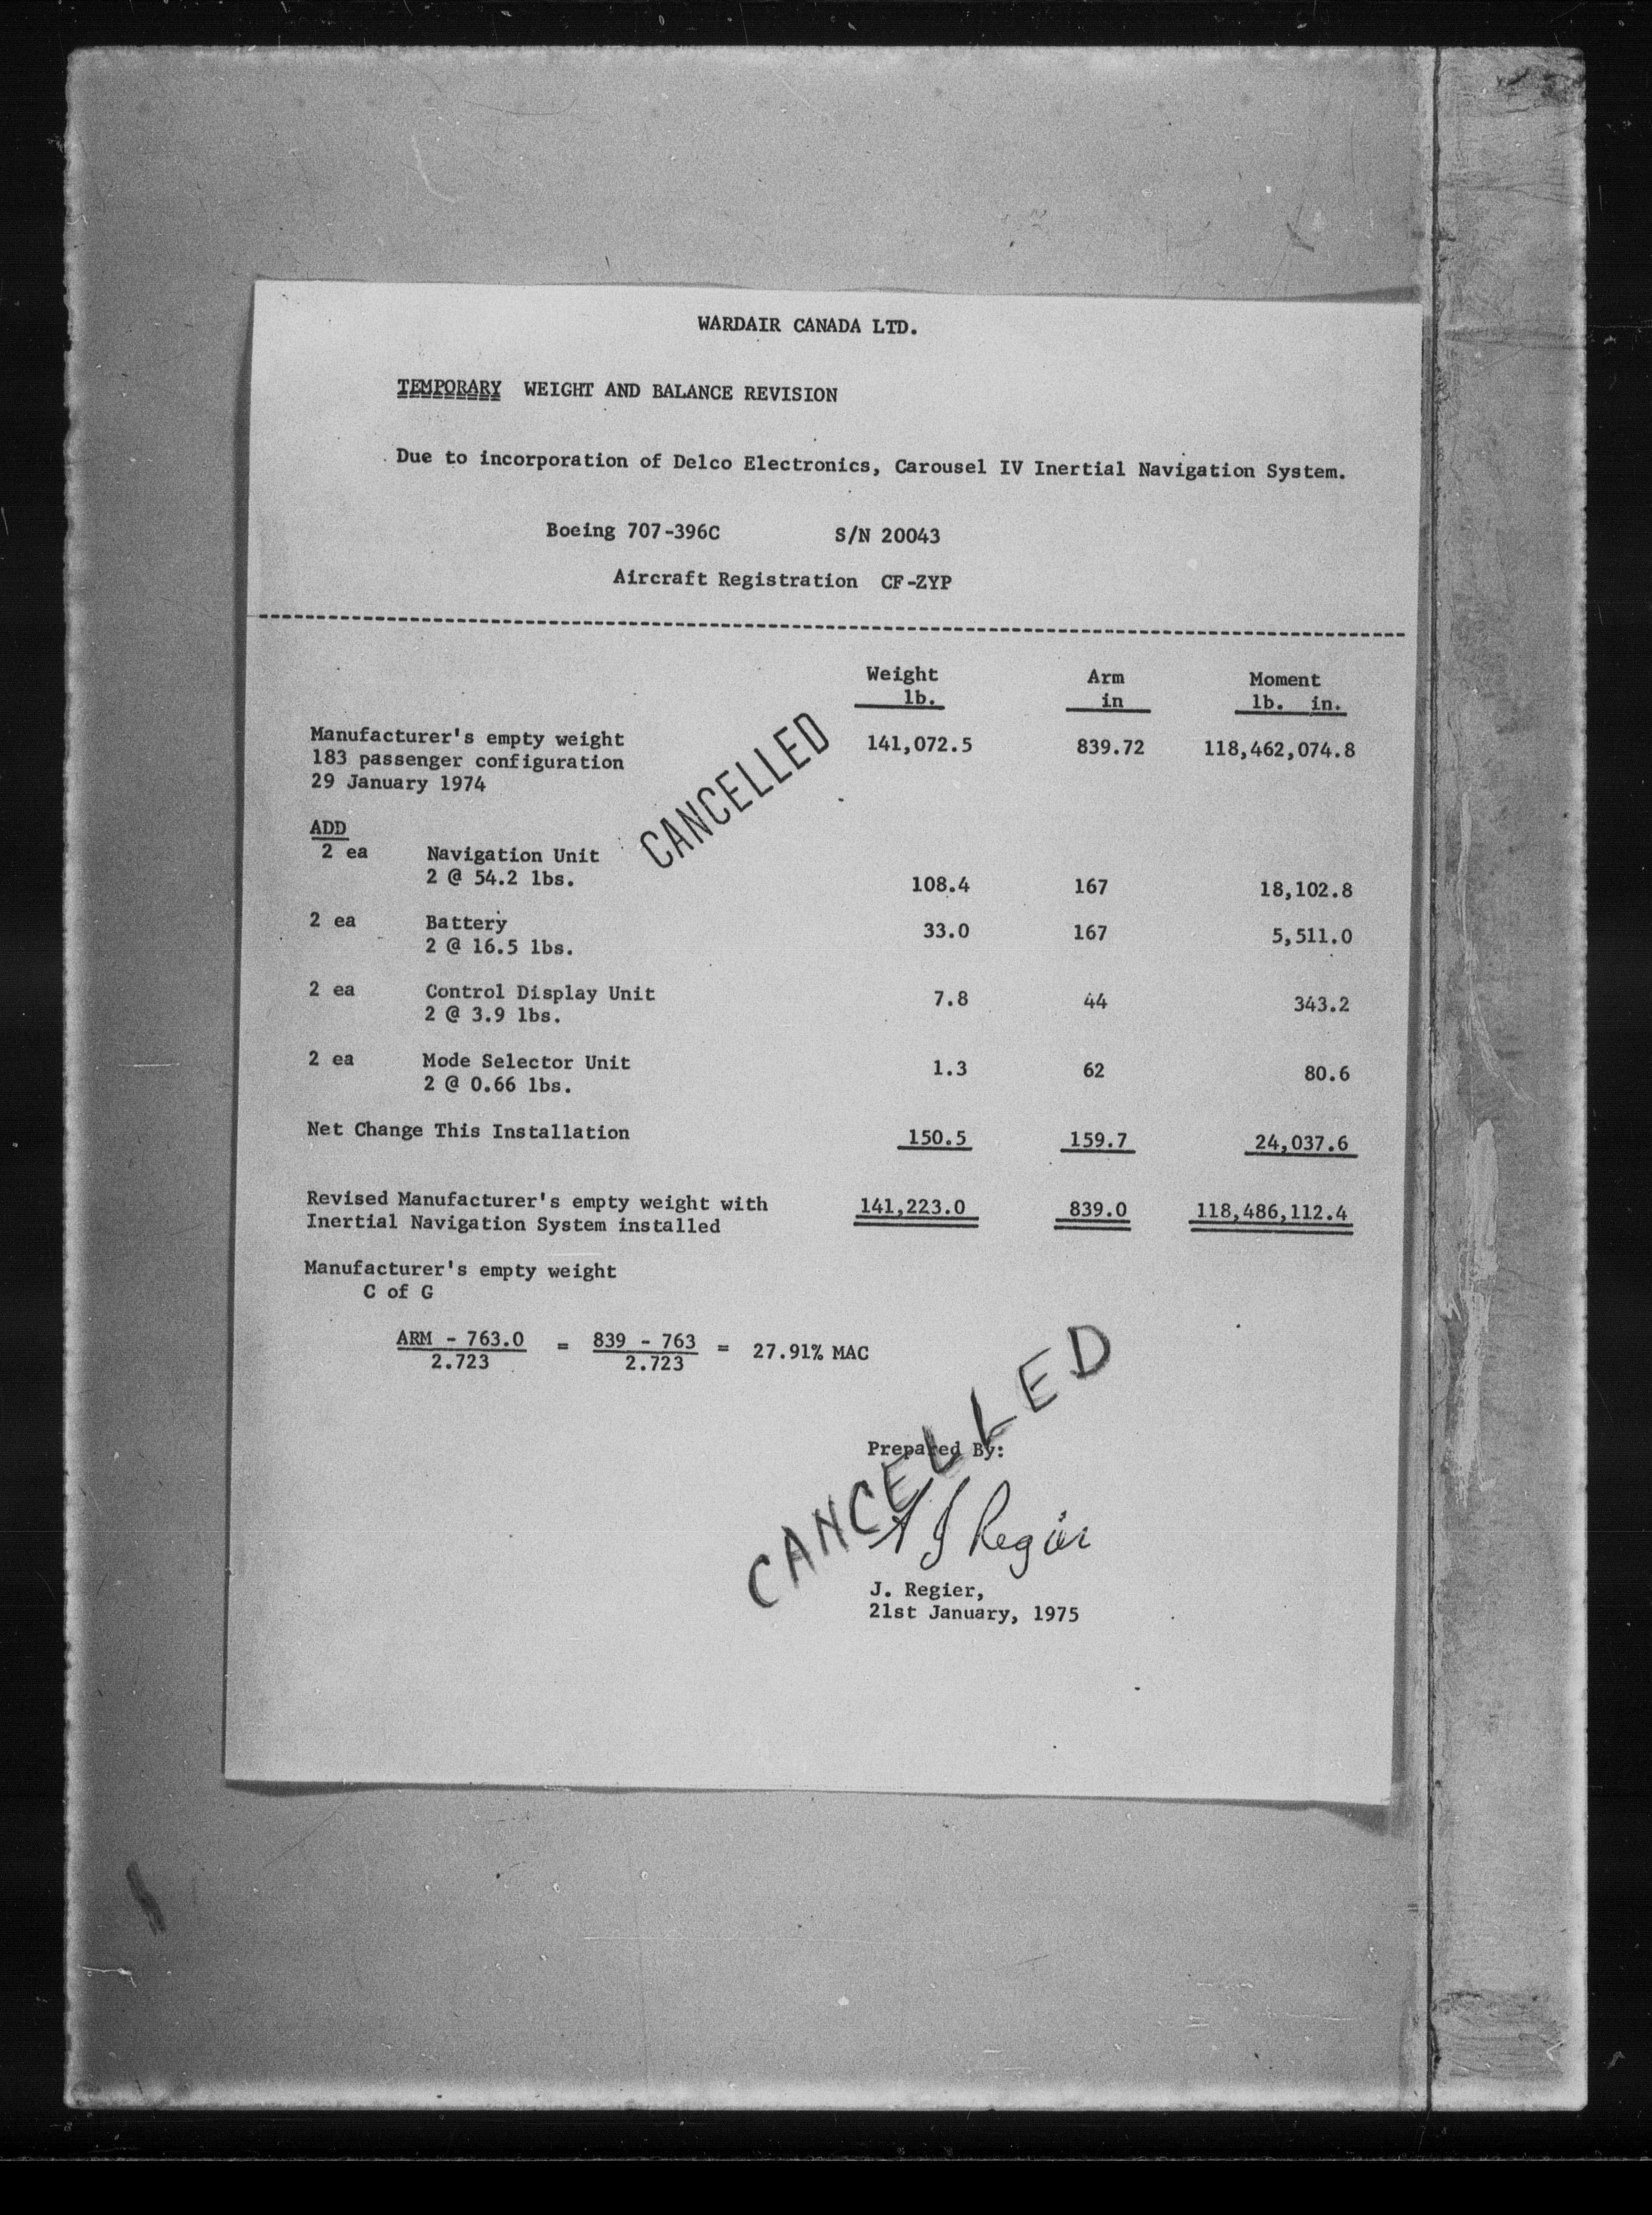 WARDAIR CANADA LTD.
TEMPORARY WEIGHT AND BALANCE REVISION
Due to incorporation of Delco Electronics, Carousel IV Inertial Navigation System.
Boeing 707-396C S/N 20043
Aircraft Registration CF-ZYP
Weight Arm Moment
lb. in lb. in.
Manufacturer's empty weight 141,072.5 839.72 118,462,074.8
183 passenger configuration
29 January 1974
CANCELLED
ADD
2 ea Navigation Unit
2 @ 54.2 lbs. 108.4 167 18,102.8
2 ea Battery 33.0 167 5,511.0
2 @ 16.5 lbs.
2 ea Control Display Unit 7.8 44 343.2
2 @ 3.9 lbs.
2 ea Mode Selector Unit 1.3 62 80.6
2 @ 0.66 lbs.
Net Change This Installation 150.5 159.7 24,037.6
Revised Manufacturer's empty weight with 141,223.0 839.0 118,486,112.4
Inertial Navigation System installed
Manufacturer's empty weight
C of G
ARM - 763.0 = 839 - 763 = 27.91% MAC
2.723 2.723
CANCELLED
Prepared By:
A J Regier
J. Regier,
21st January, 1975